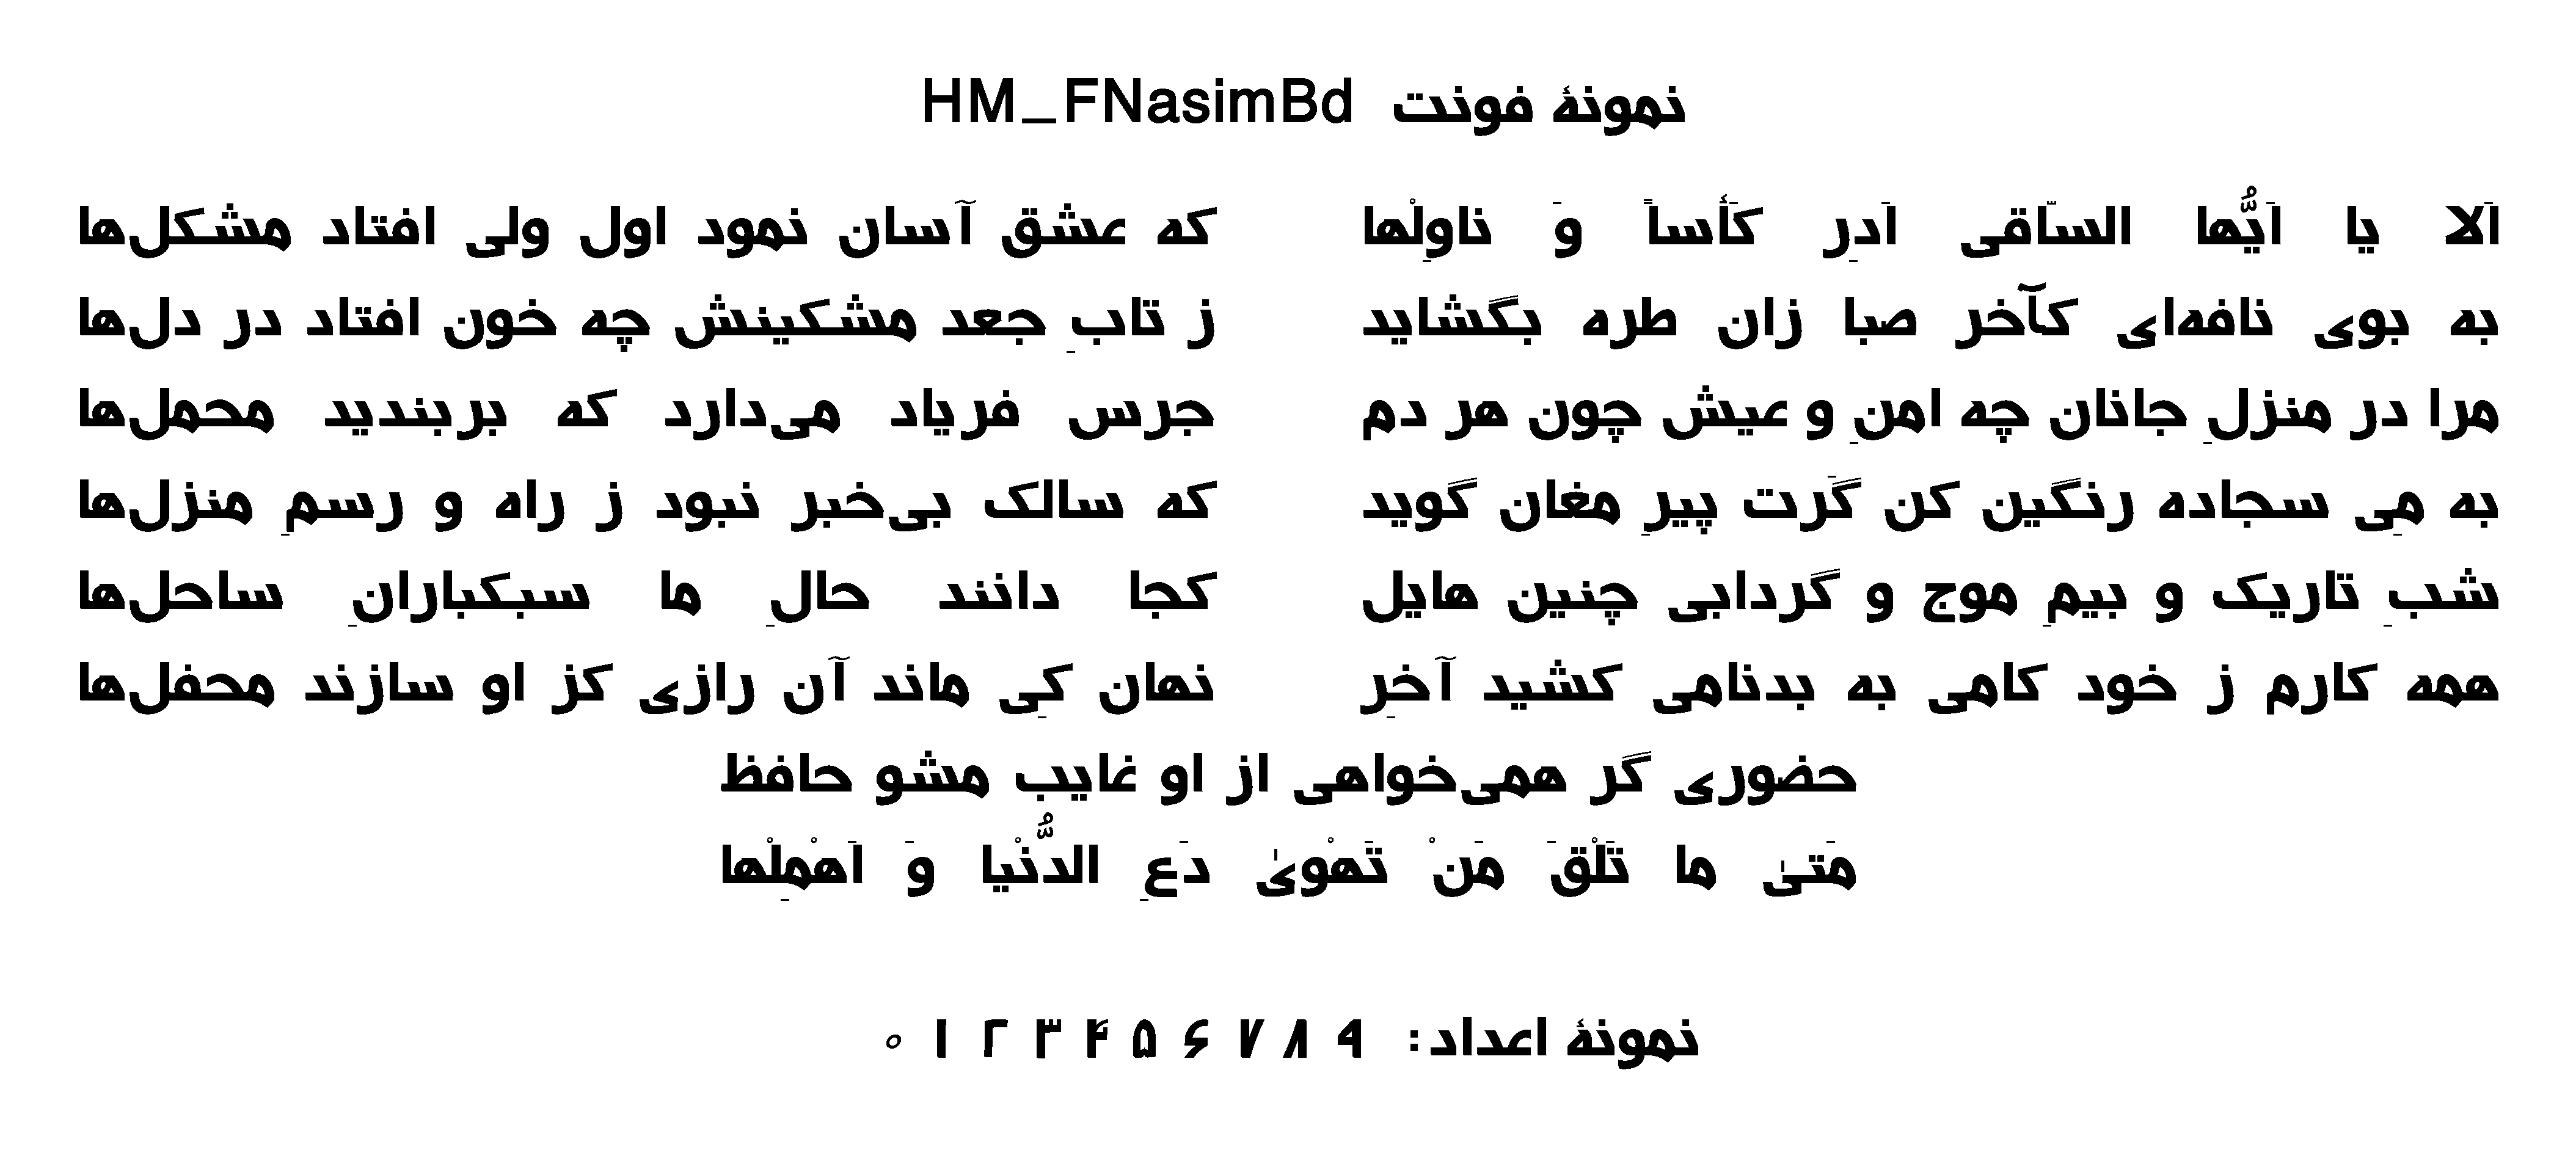 نمونهٔ فونت HM_FNasimBd
اَلا یا اَیُّها السّاقی اَدِر کَأساً وَ ناوِلْها که عشق آسان نمود اول ولی افتاد مشکل‌ها
به بوی نافه‌ای کآخر صبا زان طره بگشاید ز تابِ جعد مشکینش چه خون افتاد در دل‌ها
مرا در منزلِ جانان چه امنِ و عیش چون هر دم جرس فریاد می‌دارد که بربندید محمل‌ها
به مِی سجاده رنگین کن گَرت پیرِ مغان گوید که سالک بی‌خبر نبود ز راه و رسمِ منزل‌ها
شبِ تاریک و بیمِ موج و گردابی چنین هایل کجا دانند حالِ ما سبکبارانِ ساحل‌ها
همه کارم ز خود کامی به بدنامی کشید آخِر نهان کِی ماند آن رازی کز او سازند محفل‌ها
حضوری گر همی‌خواهی از او غایب مشو حافظ
مَتیٰ ما تَلْقَ مَنْ تَهْویٰ دَعِ الدُّنْیا وَ اَهْمِلْها
نمونهٔ اعداد: ۹ ۸ ۷ ۶ ۵ ۴ ۳ ۲ ۱ ۰